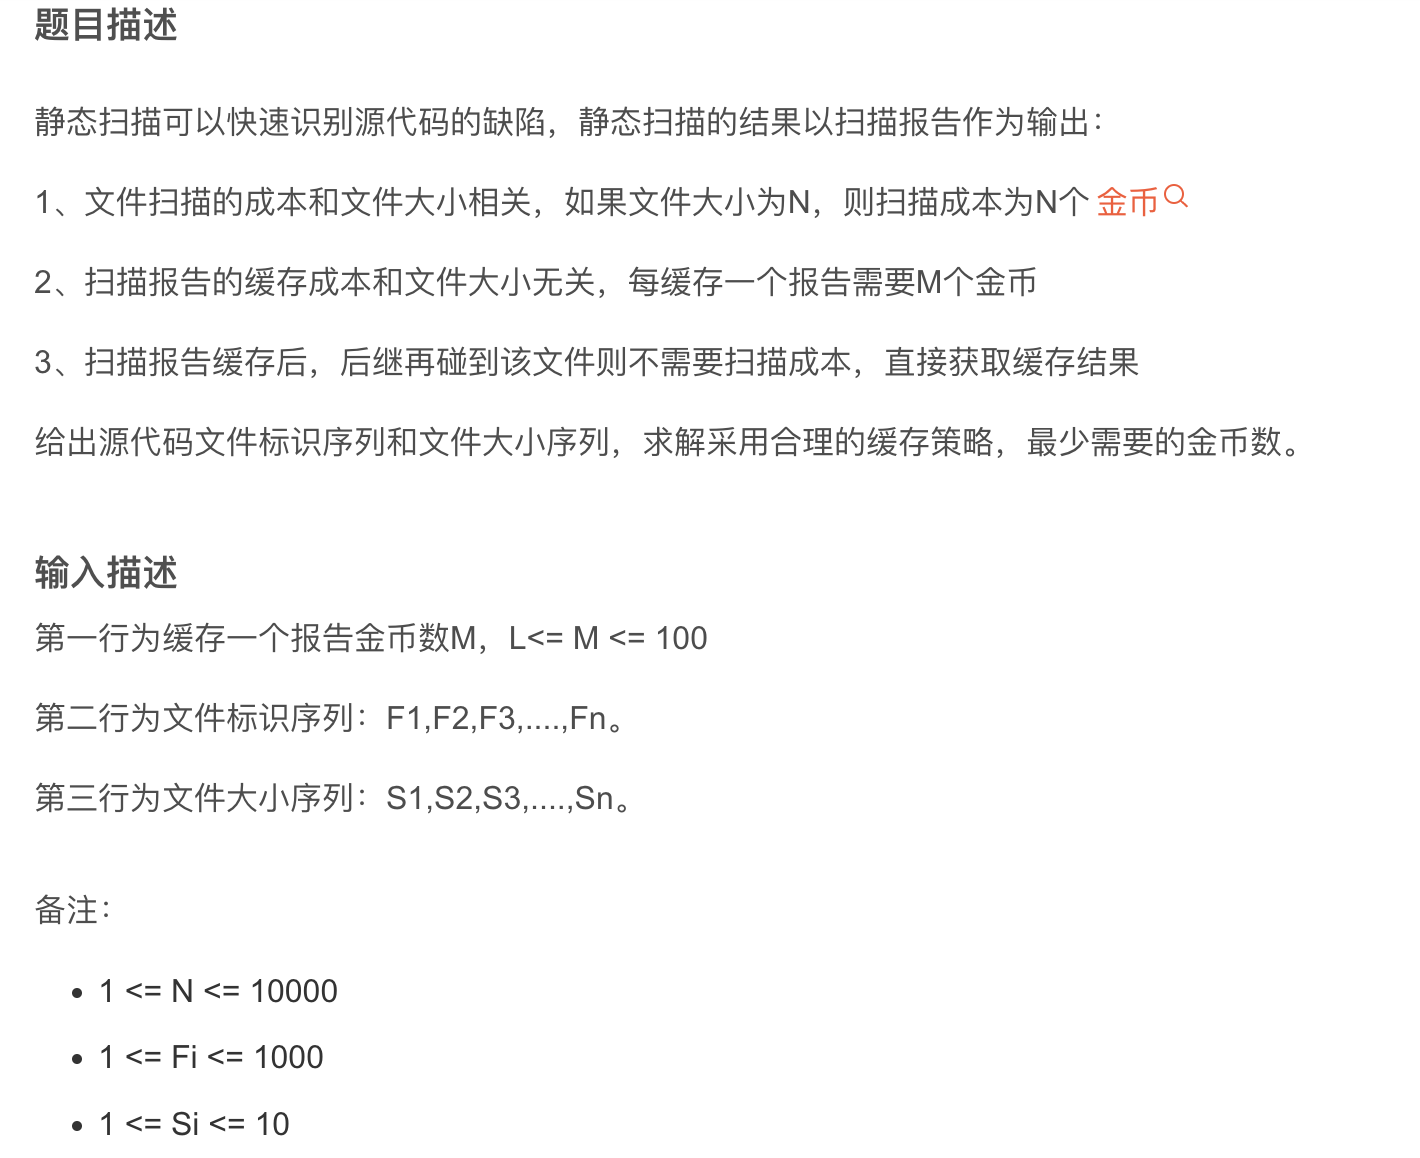 题目描述
静态扫描可以快速识别源代码的缺陷，静态扫描的结果以扫描报告作为输出：
1、文件扫描的成本和文件大小相关，如果文件大小为N，则扫描成本为N个 金币
2、扫描报告的缓存成本和文件大小无关，每缓存一个报告需要M个金币
3、扫描报告缓存后，后继再碰到该文件则不需要扫描成本，直接获取缓存结果
给出源代码文件标识序列和文件大小序列，求解采用合理的缓存策略，最少需要的金币数。
输入描述
第一行为缓存一个报告金币数M，L<= M <= 100
第二行为文件标识序列：F1,F2,F3,....,Fn。
第三行为文件大小序列：S1,S2,S3,....,Sn。
备注：
• 1 <= N <= 10000
• 1 <= Fi <= 1000
• 1 <= Si <= 10